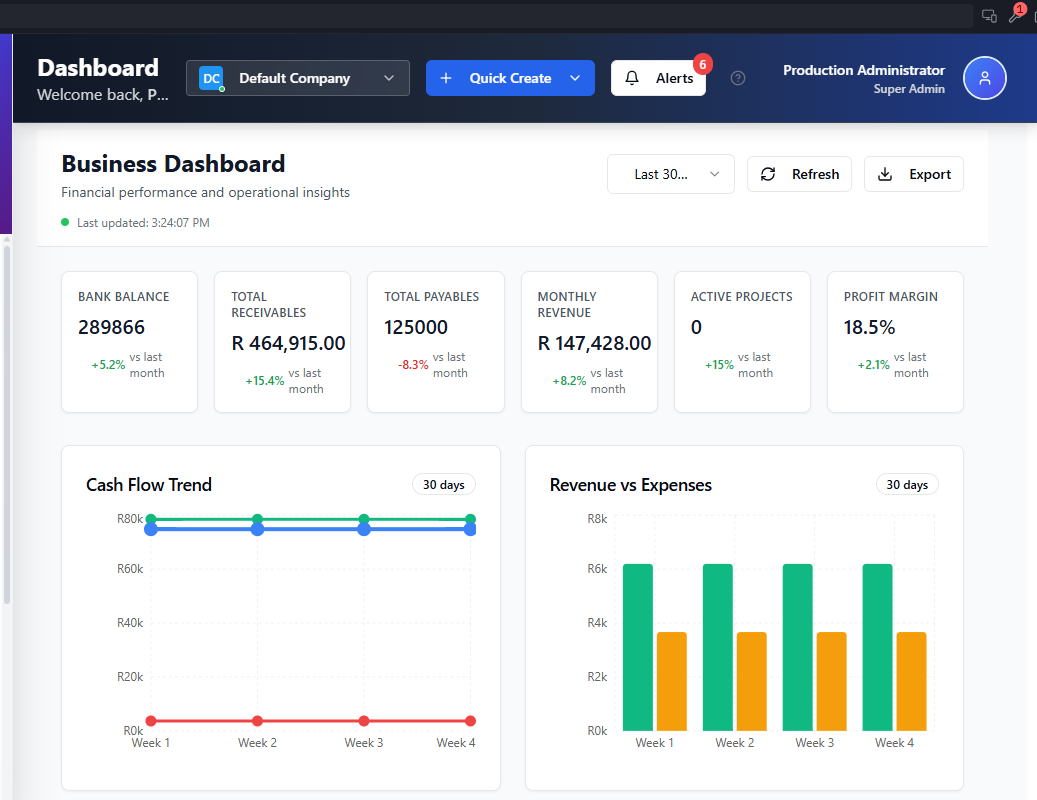 1
Dashboard
Welcome back, P...
DC
Default Company
Quick Create
Alerts
6
Production Administrator
Super Admin
Business Dashboard
Financial performance and operational insights
Last updated: 3:24:07 PM
Last 30...
Refresh
Export
BANK BALANCE
289866
+5.2%
vs last
month
TOTAL
RECEIVABLES
R 464,915.00
+15.4%
vs last
month
TOTAL PAYABLES
125000
-8.3%
vs last
month
MONTHLY
REVENUE
R 147,428.00
+8.2%
vs last
month
ACTIVE PROJECTS
0
+15%
vs last
month
PROFIT MARGIN
18.5%
+2.1%
vs last
month
Cash Flow Trend
30 days
R80k
R60k
R40k
R20k
R0k
Week 1
Week 2
Week 3
Week 4
Revenue vs Expenses
30 days
R8k
R6k
R4k
R2k
R0k
Week 1
Week 2
Week 3
Week 4